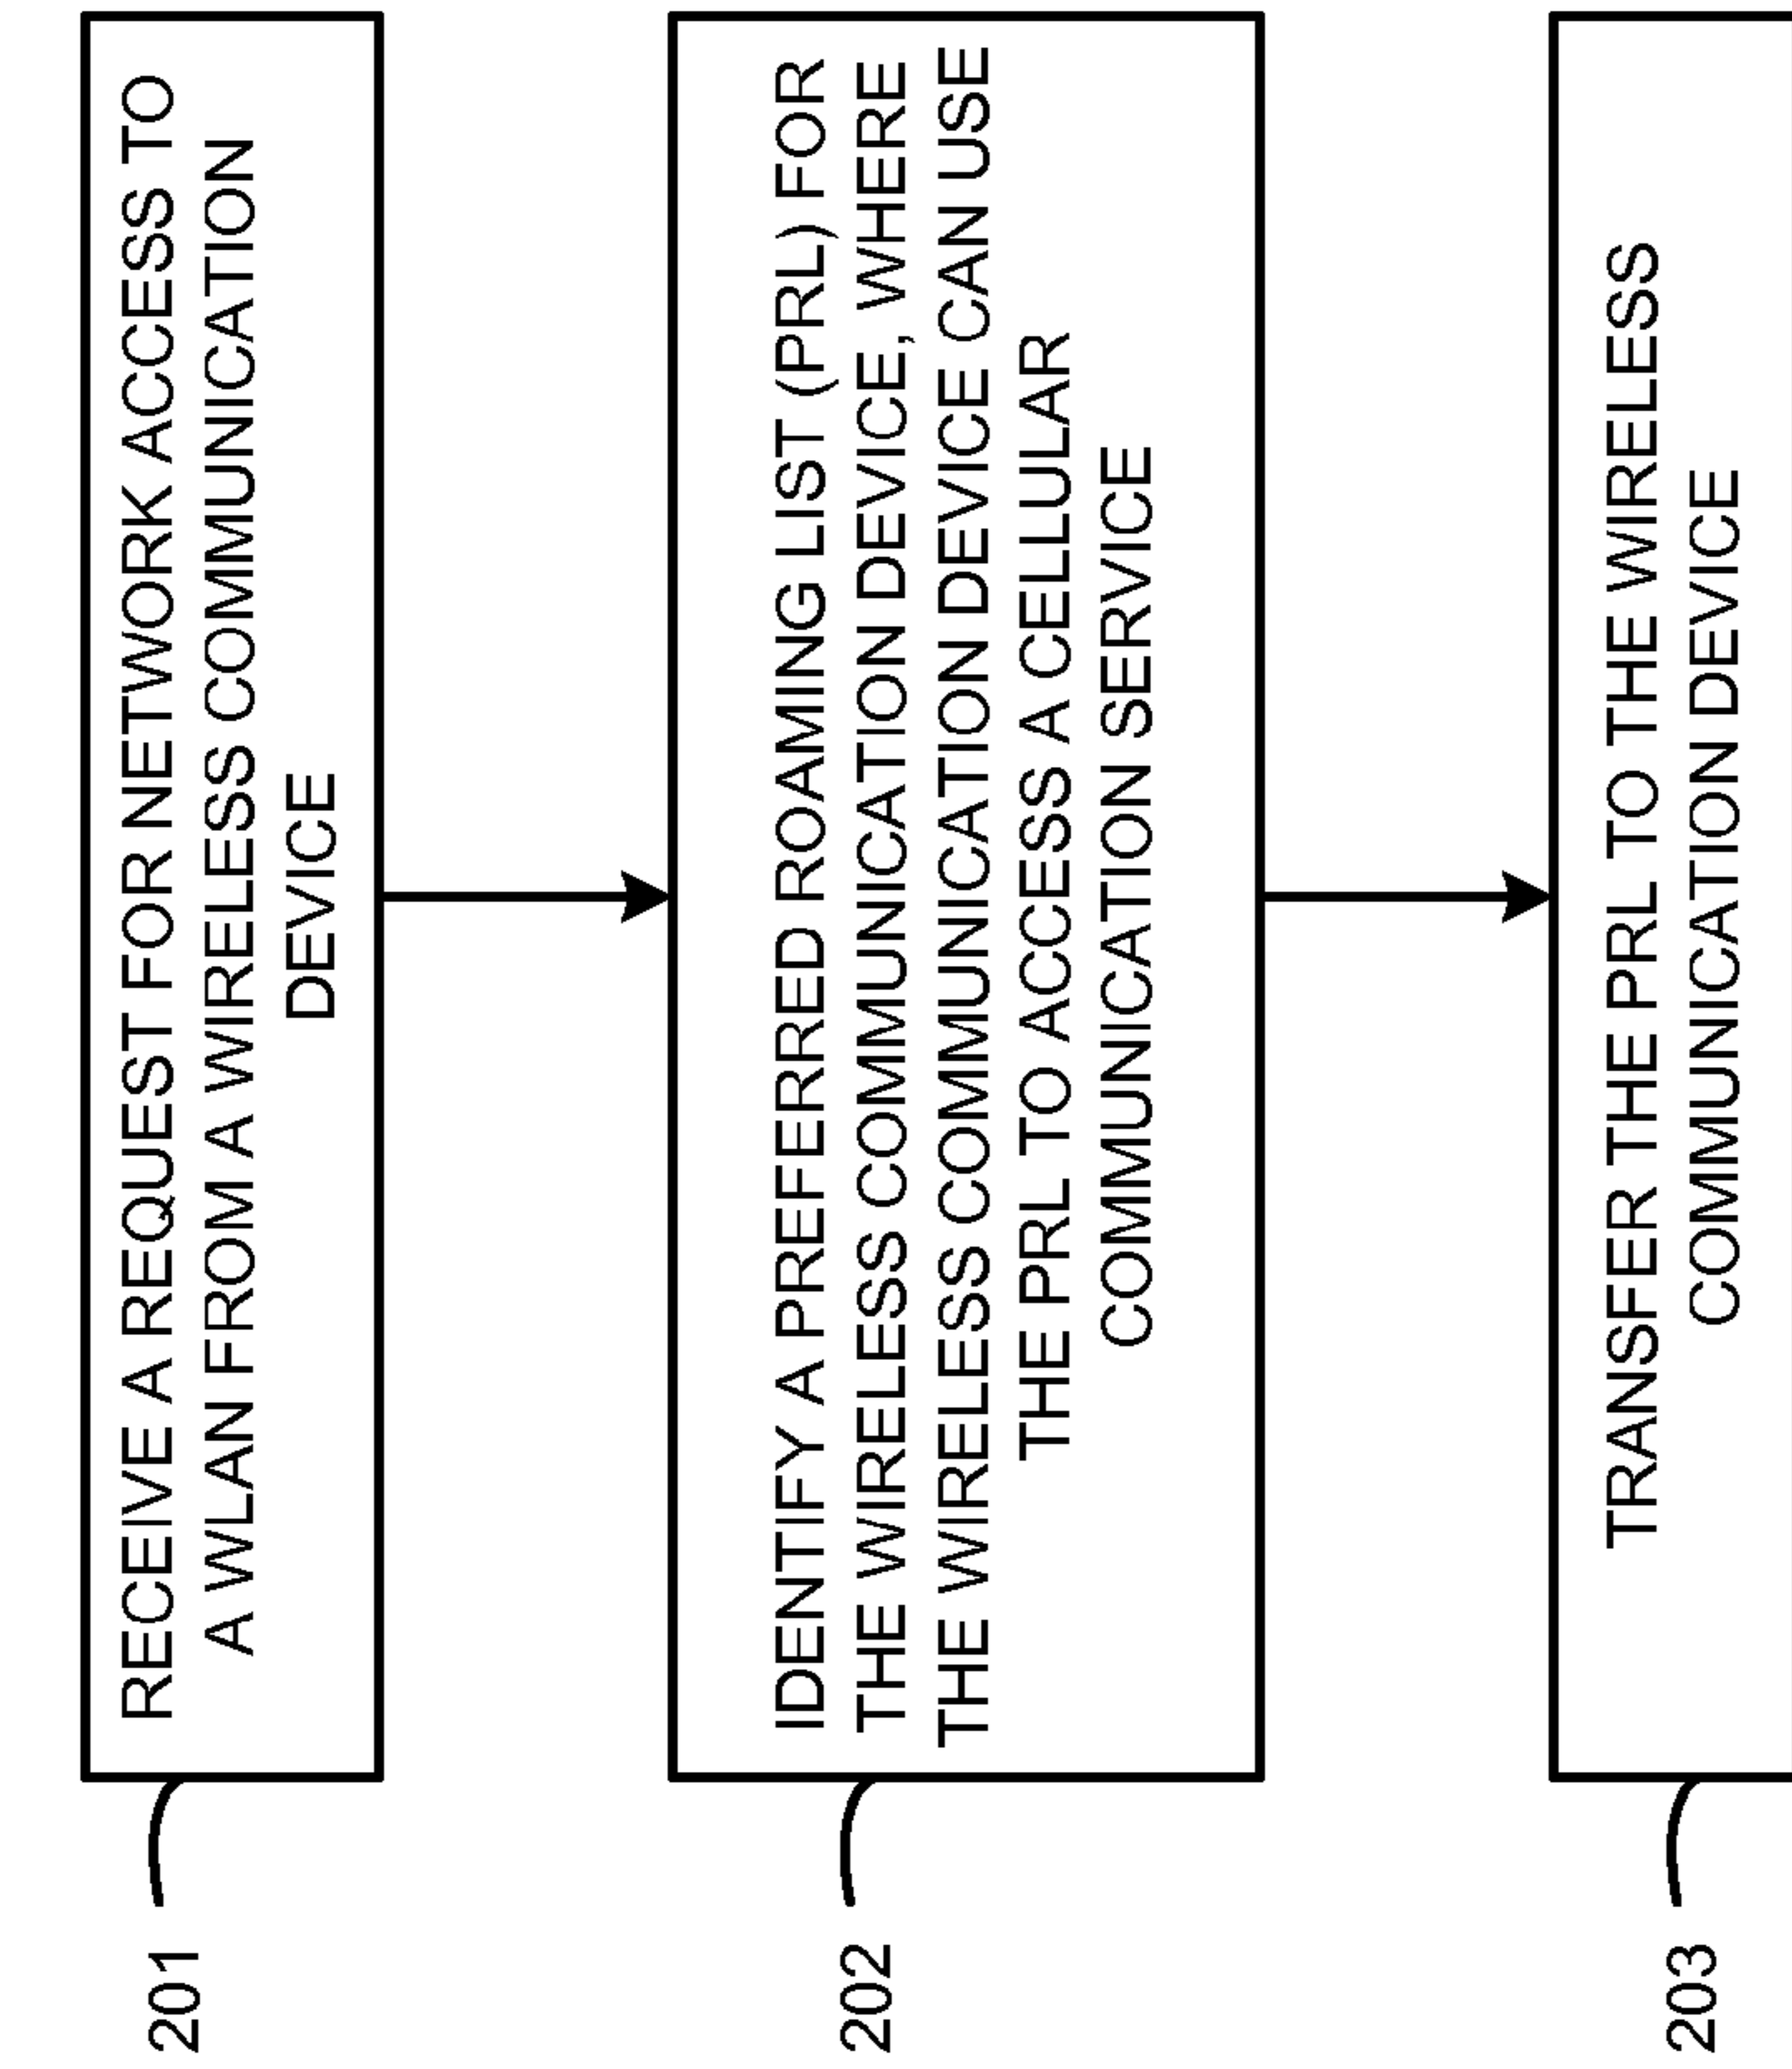 201
RECEIVE A REQUEST FOR NETWORK ACCESS TO
A WLAN FROM A WIRELESS COMMUNICATION
DEVICE
202
IDENTIFY A PREFERRED ROAMING LIST (PRL) FOR
THE WIRELESS COMMUNICATION DEVICE, WHERE
THE WIRELESS COMMUNICATION DEVICE CAN USE
THE PRL TO ACCESS A CELLULAR
COMMUNICATION SERVICE
203
TRANSFER THE PRL TO THE WIRELESS
COMMUNICATION DEVICE